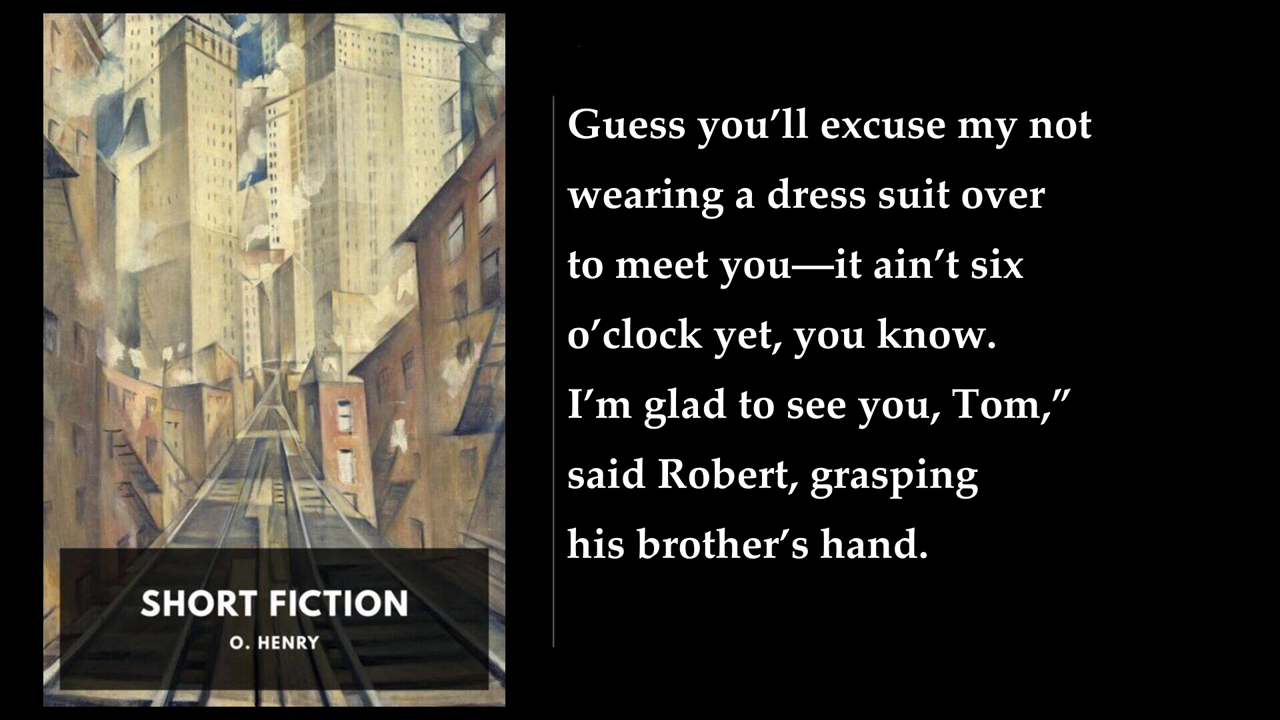 SHORT FICTION
O. HENRY
Guess you’ll excuse my not
wearing a dress suit over
to meet you—it ain’t six
o’clock yet, you know.
I’m glad to see you, Tom,”
said Robert, grasping
his brother’s hand.